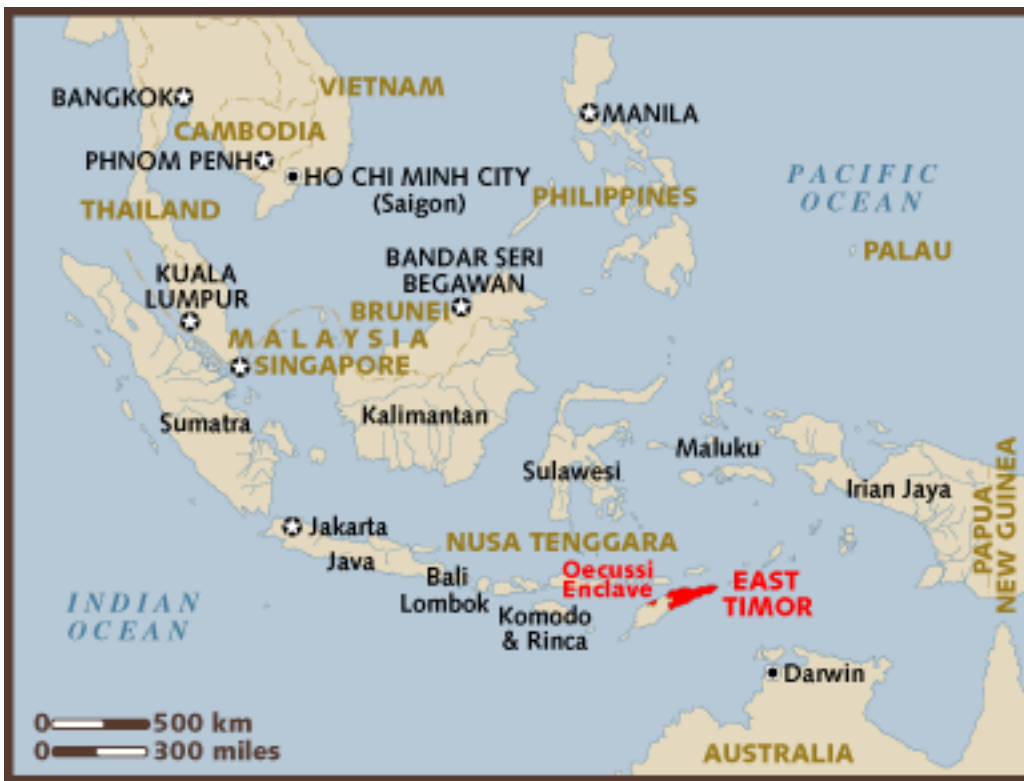 VIETNAM
BANGKOK
MANILA
CAMBODIA
PHNOM PENH
HO CHI MINH CITY
(Saigon)
PACIFIC
OCEAN
THAILAND
PHILIPPINES
PALAU
BANDAR SERI
BEGAWAN
KUALA
LUMPUR
BRUNEI
MALAYSIA
SINGAPORE
Kalimantan
Sumatra
Maluku
Sulawesi
Irian Jaya
PAPUA
NEW GUINEA
Jakarta
Java
NUSA TENGGARA
Bali
Lombok
Oecussi
Enclave
EAST
TIMOR
Komodo
& Rinca
INDIAN
OCEAN
Darwin
0 500 km
0 300 miles
AUSTRALIA